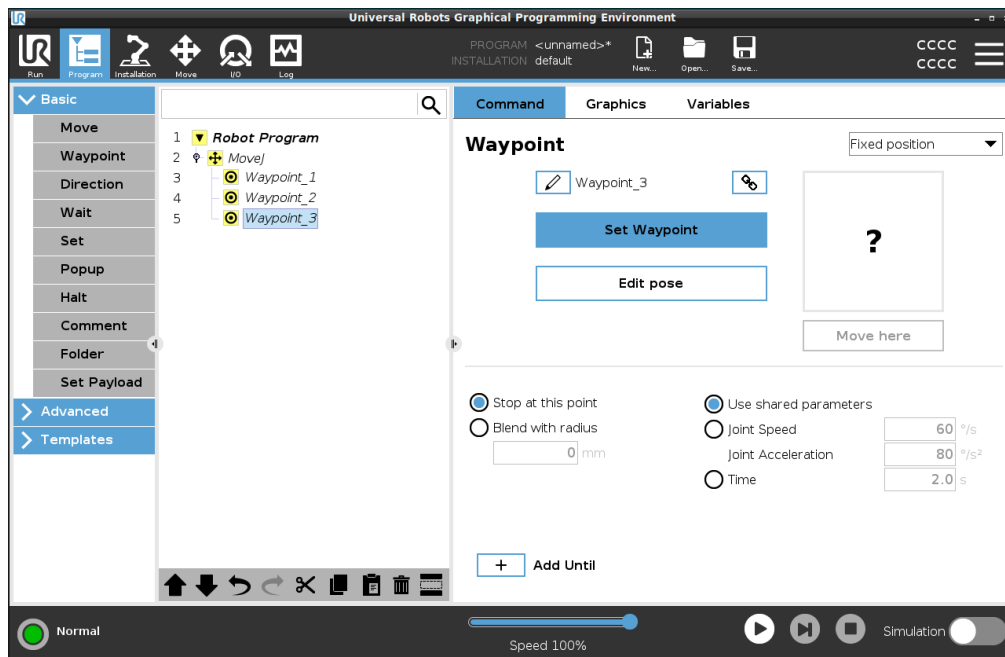 UR
Universal Robots Graphical Programming Environment
Run
Program
Installation
Move
I/O
Log
PROGRAM <unnamed>*
INSTALLATION default
New...
Open...
Save...
CCCC
CCCC
Basic
Move
Waypoint
Direction
Wait
Set
Popup
Halt
Comment
Folder
Set Payload
Advanced
Templates
1 Robot Program
2 MoveJ
3 Waypoint_1
4 Waypoint_2
5 Waypoint_3
Command Graphics Variables
Waypoint
Fixed position
Waypoint_3
Set Waypoint
Edit pose
?
Move here
Stop at this point
Blend with radius
0 mm
Use shared parameters
Joint Speed 60 °/s
Joint Acceleration 80 °/s²
Time 2.0 s
+ Add Until
Normal
Speed 100%
Simulation